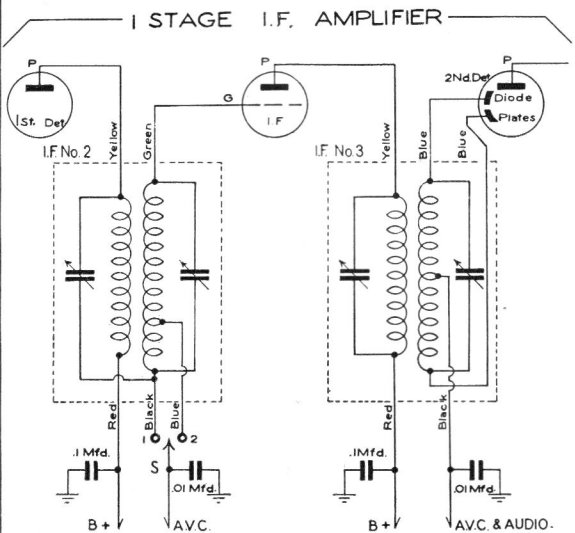 1 STAGE I.F. AMPLIFIER
P
P
P
2Nd. Det.
Diode
Plates
G
1St. Det
I.F
Yellow
Green
Yellow
Blue
Blue
I.F. No. 2
I.F. No. 3
Red
Black
Blue
Red
Black
1
2
S
.1 Mfd.
.01 Mfd.
.1Mfd.
.01 Mfd.
B+
A.V.C.
B+
A.V.C. & AUDIO.